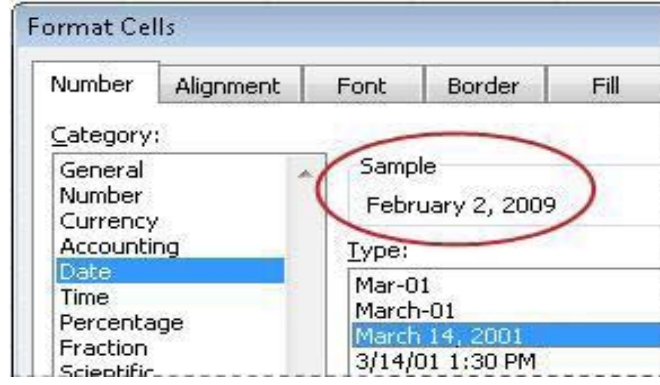 Format Cells
Number Alignment Font Border Fill
Category:
General
Number
Currency
Accounting
Date
Time
Percentage
Fraction
Scientific
Sample
February 2, 2009
Type:
Mar-01
March-01
March 14, 2001
3/14/01 1:30 PM